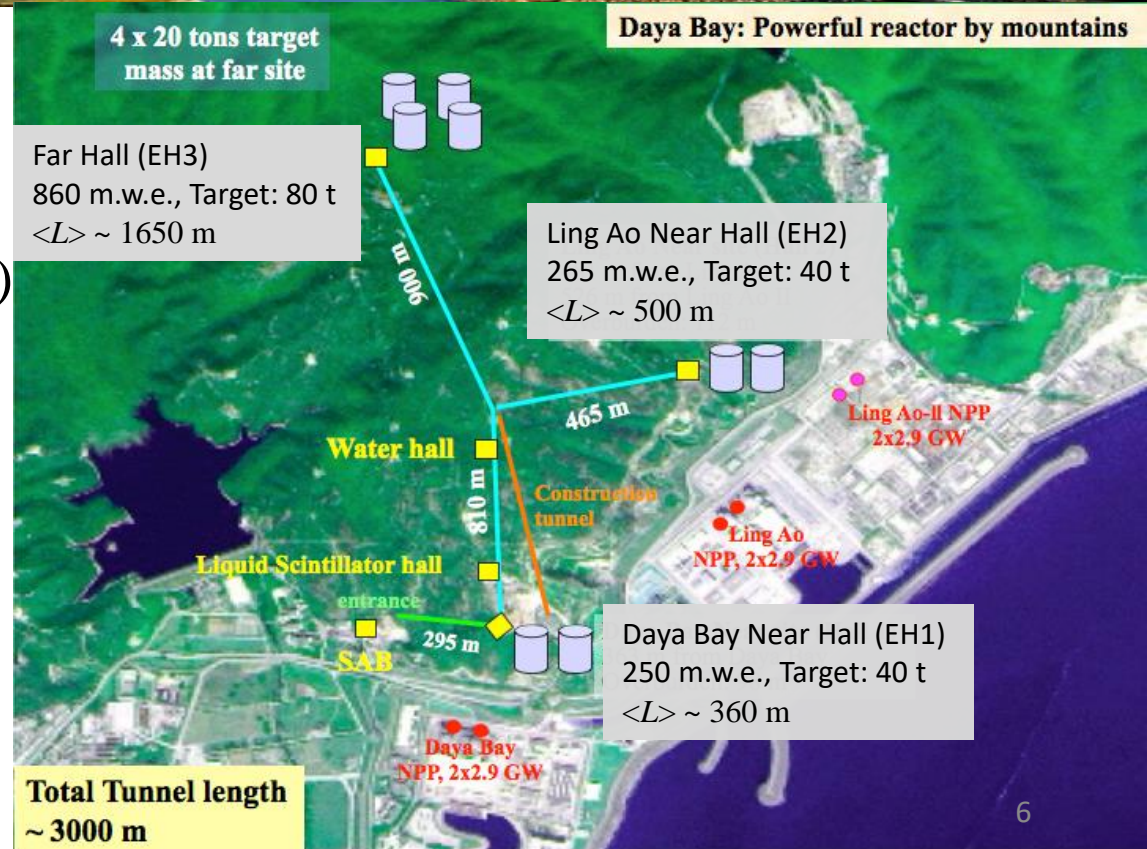 4 x 20 tons target
mass at far site
Daya Bay: Powerful reactor by mountains
Far Hall (EH3)
860 m.w.e., Target: 80 t
<L> ~ 1650 m
)
Ling Ao Near Hall (EH2)
265 m.w.e., Target: 40 t
<L> ~ 500 m
900 m
465 m
Ling Ao-II NPP
2x2.9 GW
Water hall
810 m
Construction
tunnel
Ling Ao
NPP, 2x2.9 GW
Liquid Scintillator hall
entrance
295 m
SAB
Daya Bay Near Hall (EH1)
250 m.w.e., Target: 40 t
<L> ~ 360 m
Daya Bay
NPP, 2x2.9 GW
Total Tunnel length
~ 3000 m
6